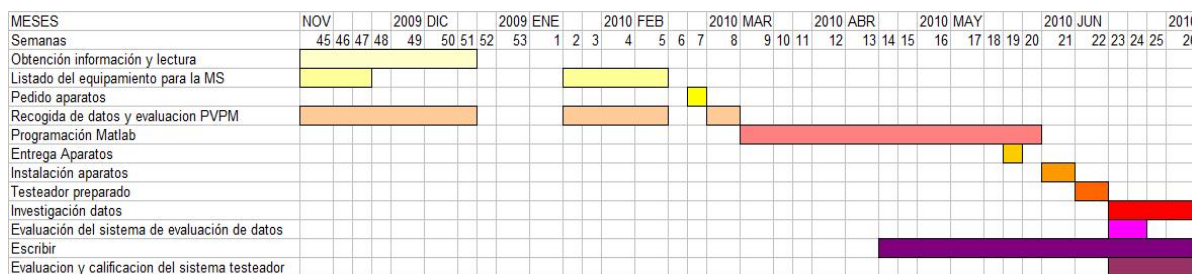 MESES NOV 2009 DIC 2009 ENE 2010 FEB 2010 MAR 2010 ABR 2010 MAY 2010 JUN 2010
Semanas 45 46 47 48 49 50 51 52 53 1 2 3 4 5 6 7 8 9 10 11 12 13 14 15 16 17 18 19 20 21 22 23 24 25 26
Obtención información y lectura
Listado del equipamiento para la MS
Pedido aparatos
Recogida de datos y evaluacion PVPM
Programación Matlab
Entrega Aparatos
Instalación aparatos
Testeador preparado
Investigación datos
Evaluación del sistema de evaluación de datos
Escribir
Evaluacion y calificacion del sistema testeador